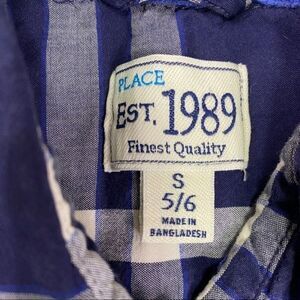 PLACE
EST. 1989
Finest Quality
S
5/6
MADE IN
BANGLADESH